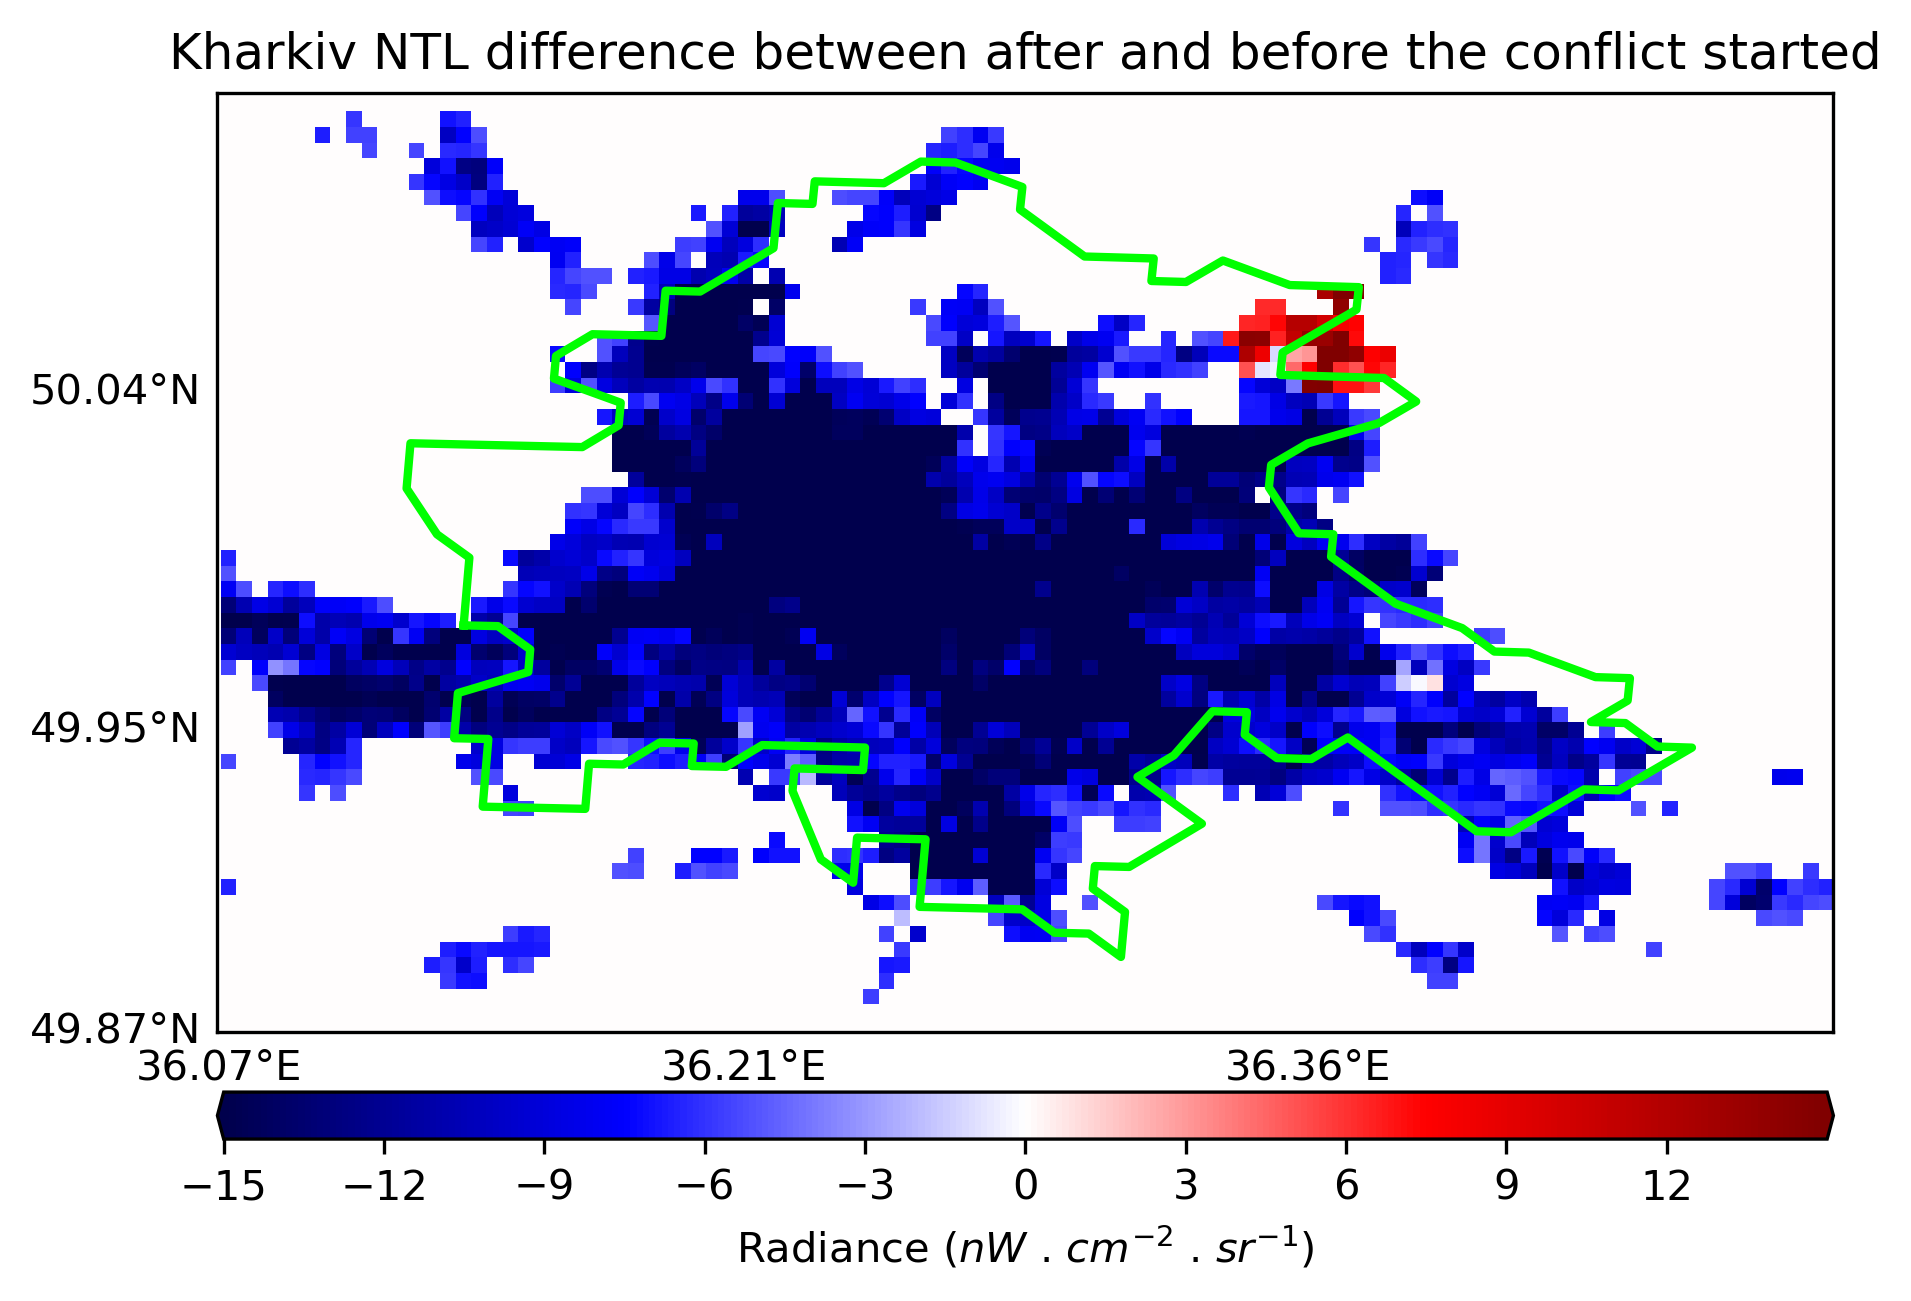 Kharkiv NTL difference between after and before the conflict started
50.04°N
49.95°N
49.87°N
36.07°E 36.21°E 36.36°E
−15 −12 −9 −6 −3 0 3 6 9 12
Radiance (nW . cm⁻² . sr⁻¹)